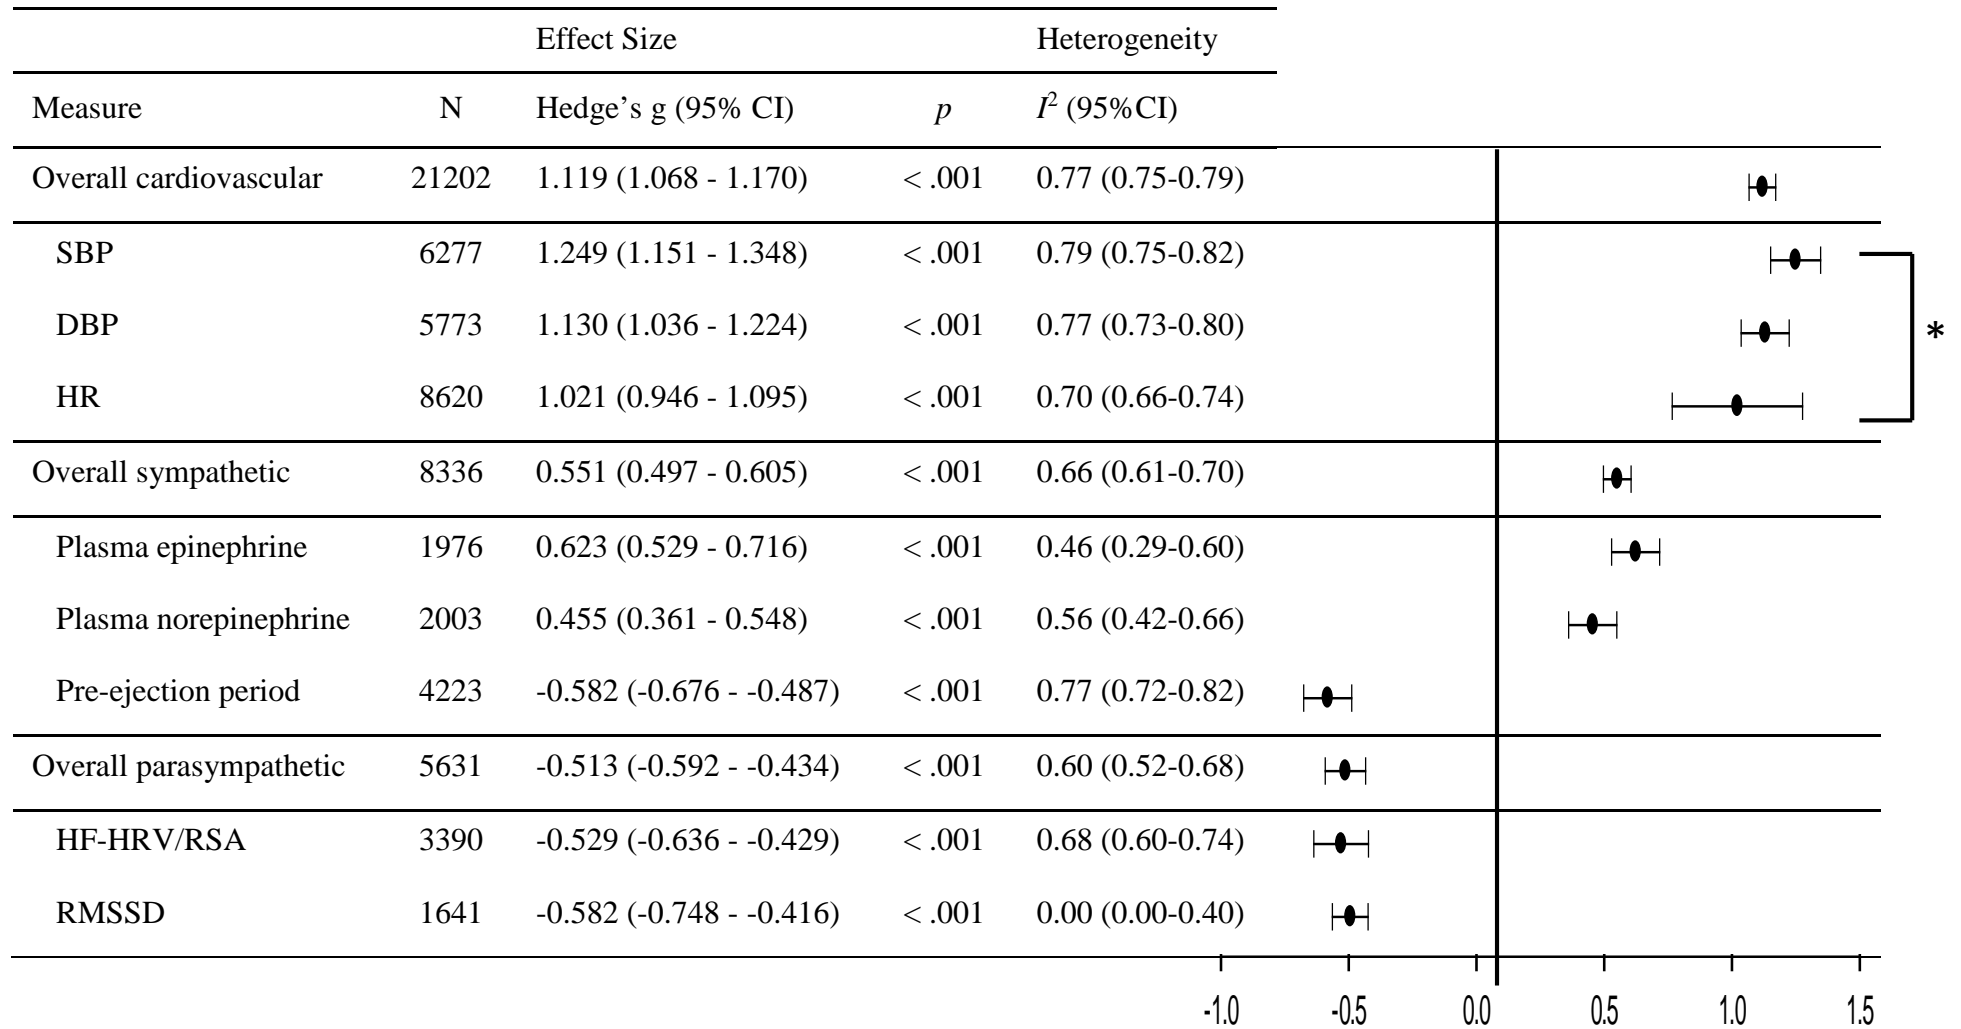 Effect Size Heterogeneity
Measure N Hedge’s g (95% CI) p I² (95%CI)
Overall cardiovascular 21202 1.119 (1.068 - 1.170) < .001 0.77 (0.75-0.79)
SBP 6277 1.249 (1.151 - 1.348) < .001 0.79 (0.75-0.82)
DBP 5773 1.130 (1.036 - 1.224) < .001 0.77 (0.73-0.80) *
HR 8620 1.021 (0.946 - 1.095) < .001 0.70 (0.66-0.74)
Overall sympathetic 8336 0.551 (0.497 - 0.605) < .001 0.66 (0.61-0.70)
Plasma epinephrine 1976 0.623 (0.529 - 0.716) < .001 0.46 (0.29-0.60)
Plasma norepinephrine 2003 0.455 (0.361 - 0.548) < .001 0.56 (0.42-0.66)
Pre-ejection period 4223 -0.582 (-0.676 - -0.487) < .001 0.77 (0.72-0.82)
Overall parasympathetic 5631 -0.513 (-0.592 - -0.434) < .001 0.60 (0.52-0.68)
HF-HRV/RSA 3390 -0.529 (-0.636 - -0.429) < .001 0.68 (0.60-0.74)
RMSSD 1641 -0.582 (-0.748 - -0.416) < .001 0.00 (0.00-0.40)
-1.0 -0.5 0.0 0.5 1.0 1.5